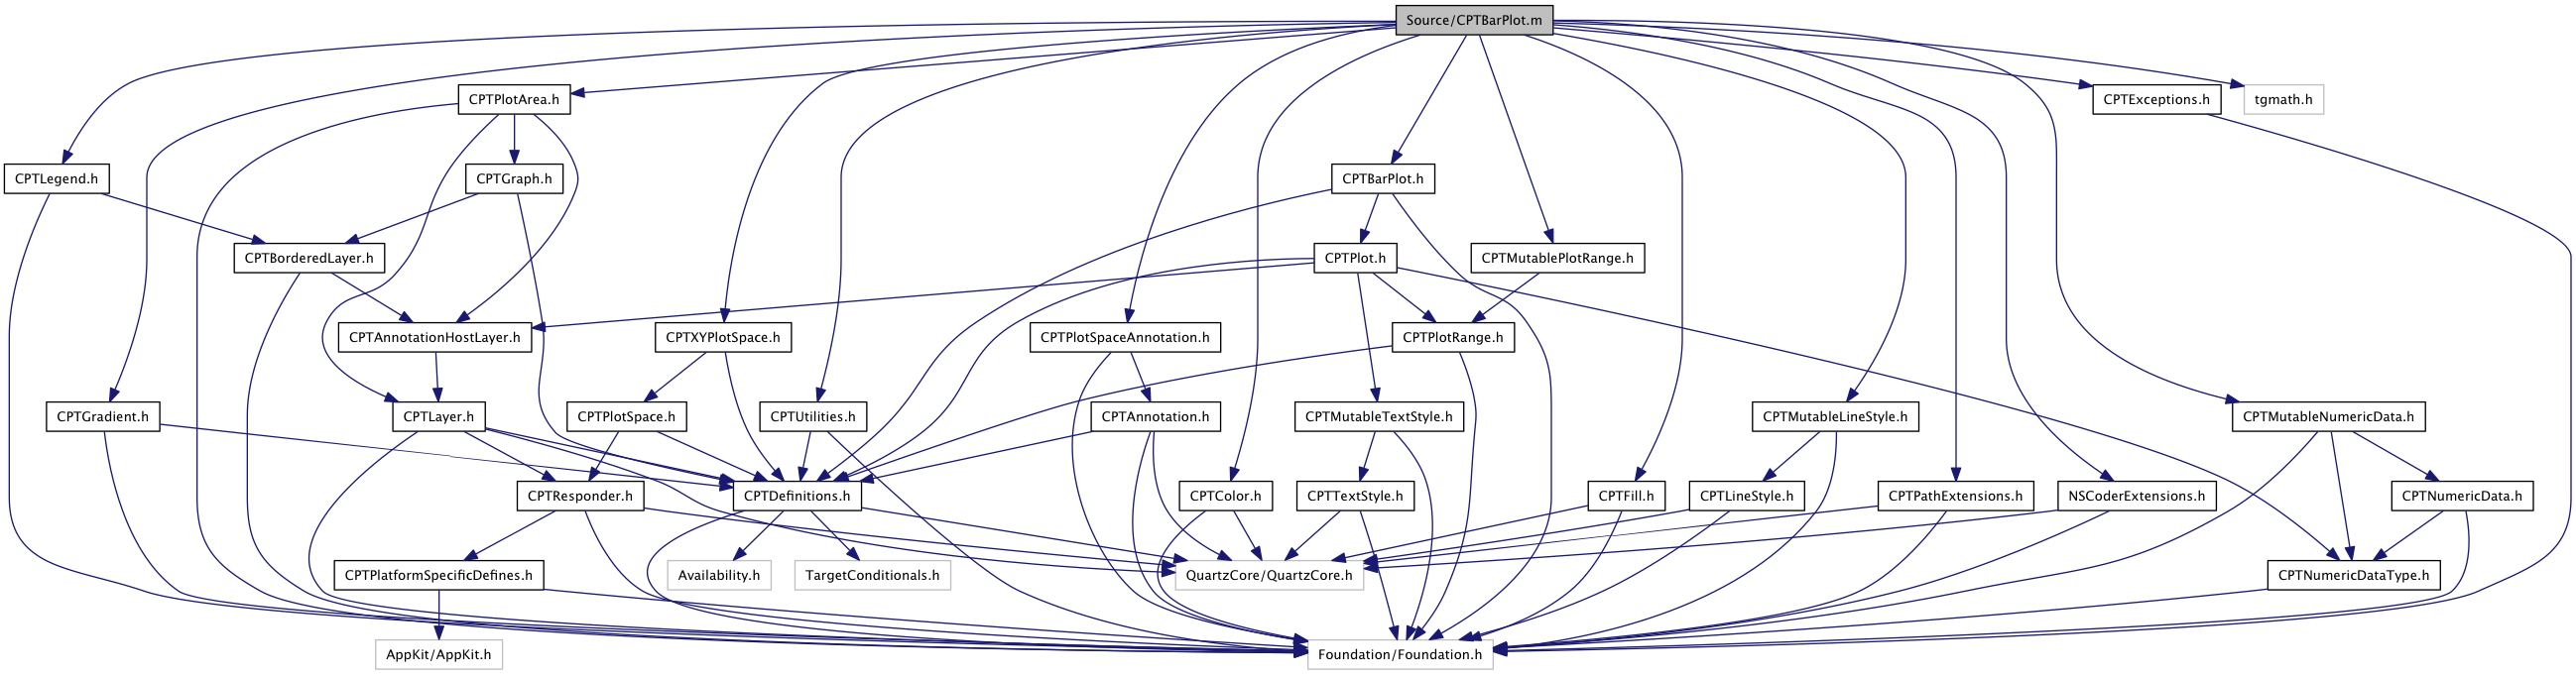 Source/CPTBarPlot.m
CPTPlotArea.h
CPTExceptions.h
tgmath.h
CPTLegend.h
CPTGraph.h
CPTBarPlot.h
CPTBorderedLayer.h
CPTPlot.h
CPTMutablePlotRange.h
CPTAnnotationHostLayer.h
CPTXYPlotSpace.h
CPTPlotSpaceAnnotation.h
CPTPlotRange.h
CPTGradient.h
CPTLayer.h
CPTPlotSpace.h
CPTUtilities.h
CPTAnnotation.h
CPTMutableTextStyle.h
CPTMutableLineStyle.h
CPTMutableNumericData.h
CPTResponder.h
CPTDefinitions.h
CPTColor.h
CPTTextStyle.h
CPTFill.h
CPTLineStyle.h
CPTPathExtensions.h
NSCoderExtensions.h
CPTNumericData.h
CPTPlatformSpecificDefines.h
Availability.h
TargetConditionals.h
QuartzCore/QuartzCore.h
CPTNumericDataType.h
AppKit/AppKit.h
Foundation/Foundation.h